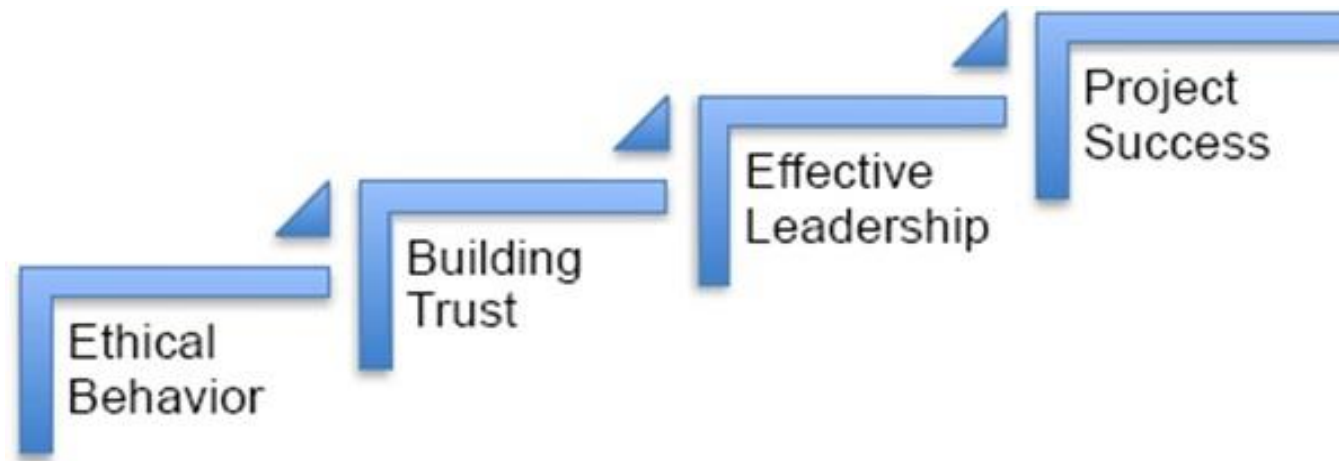 Ethical
Behavior
Building
Trust
Effective
Leadership
Project
Success